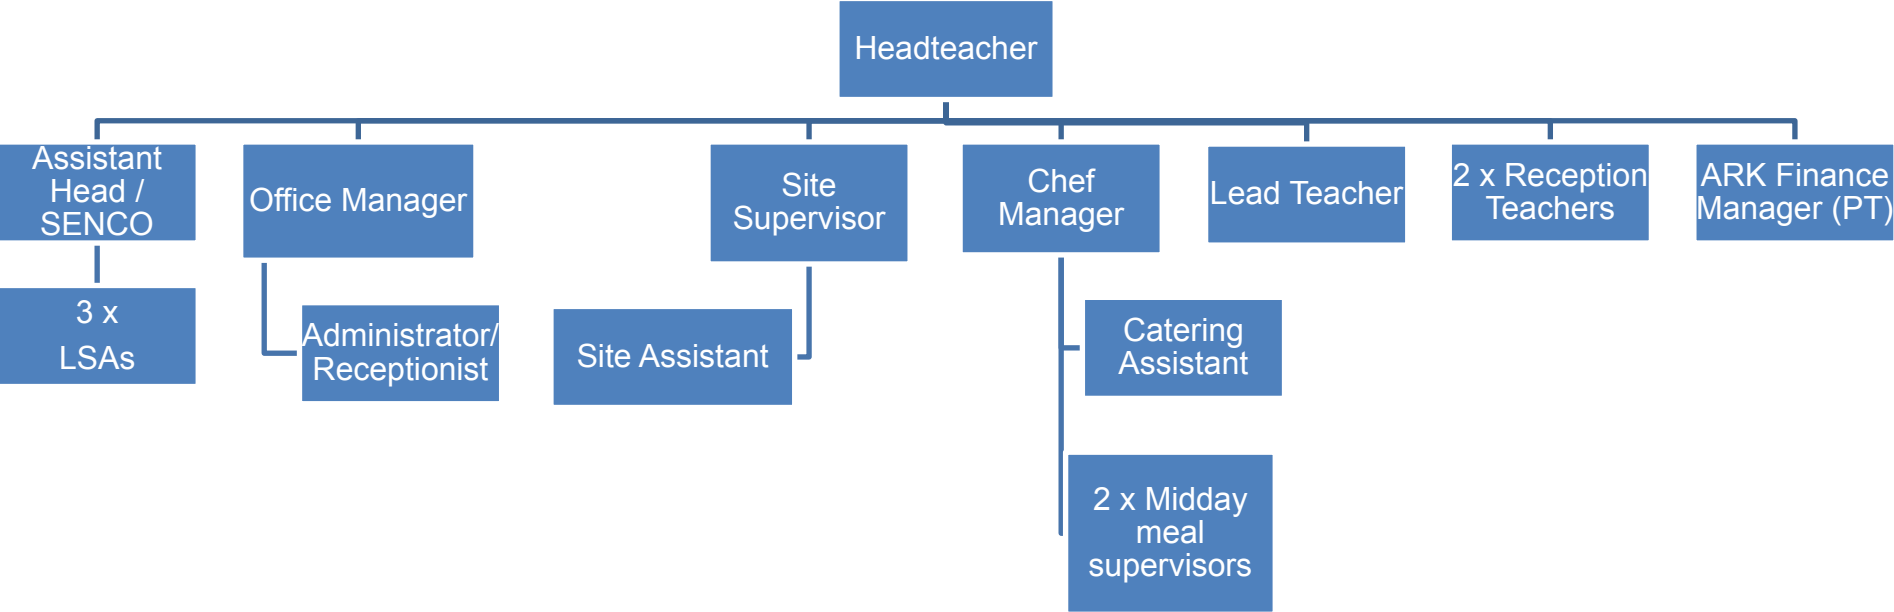 Headteacher
Assistant
Head /
SENCO
Office Manager
Site
Supervisor
Chef
Manager
Lead Teacher
2 x Reception
Teachers
ARK Finance
Manager (PT)
3 x
LSAs
Administrator/
Receptionist
Site Assistant
Catering
Assistant
2 x Midday
meal
supervisors